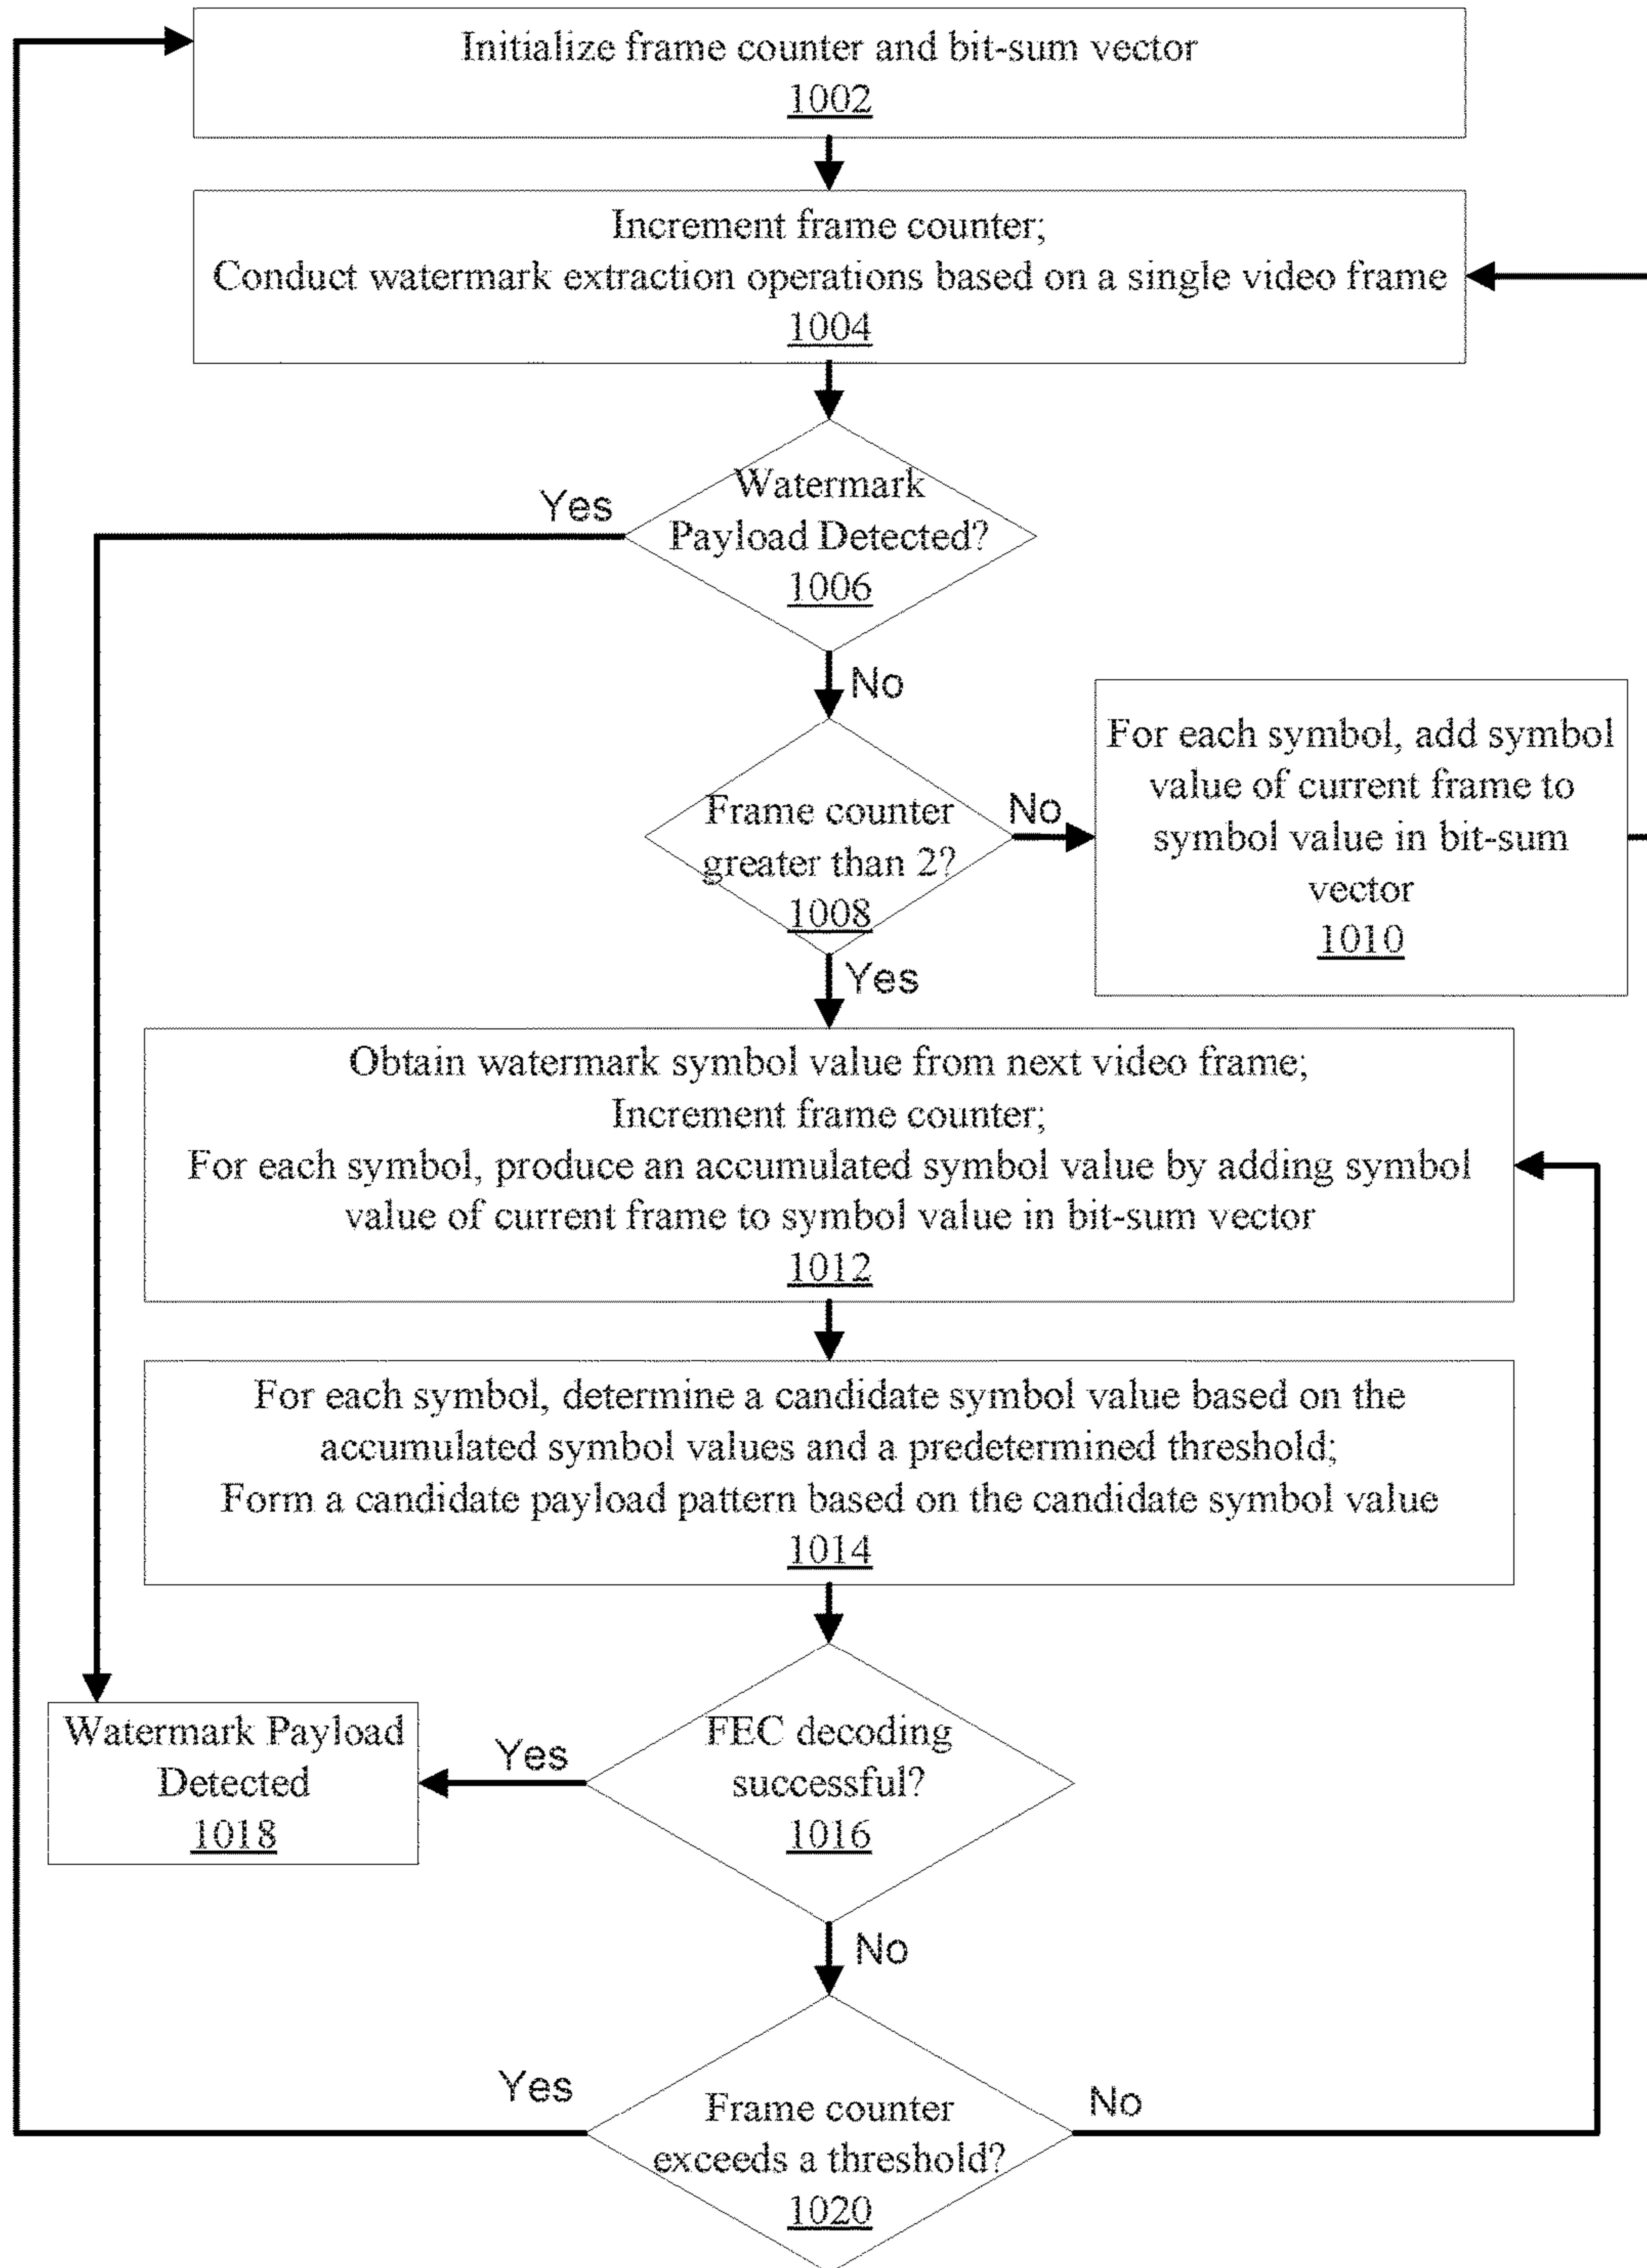 Initialize frame counter and bit-sum vector
1002
Increment frame counter;
Conduct watermark extraction operations based on a single video frame
1004
Watermark
Payload Detected?
1006
Yes
No
Frame counter
greater than 2?
1008
No
For each symbol, add symbol
value of current frame to
symbol value in bit-sum
vector
1010
Yes
Obtain watermark symbol value from next video frame;
Increment frame counter;
For each symbol, produce an accumulated symbol value by adding symbol
value of current frame to symbol value in bit-sum vector
1012
For each symbol, determine a candidate symbol value based on the
accumulated symbol values and a predetermined threshold;
Form a candidate payload pattern based on the candidate symbol value
1014
Watermark Payload
Detected
1018
Yes
FEC decoding
successful?
1016
No
Yes
Frame counter
exceeds a threshold?
1020
No